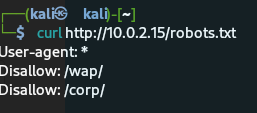 ┌──(kali㉿kali)-[~]
└─$ curl http://10.0.2.15/robots.txt
User-agent: *
Disallow: /wap/
Disallow: /corp/